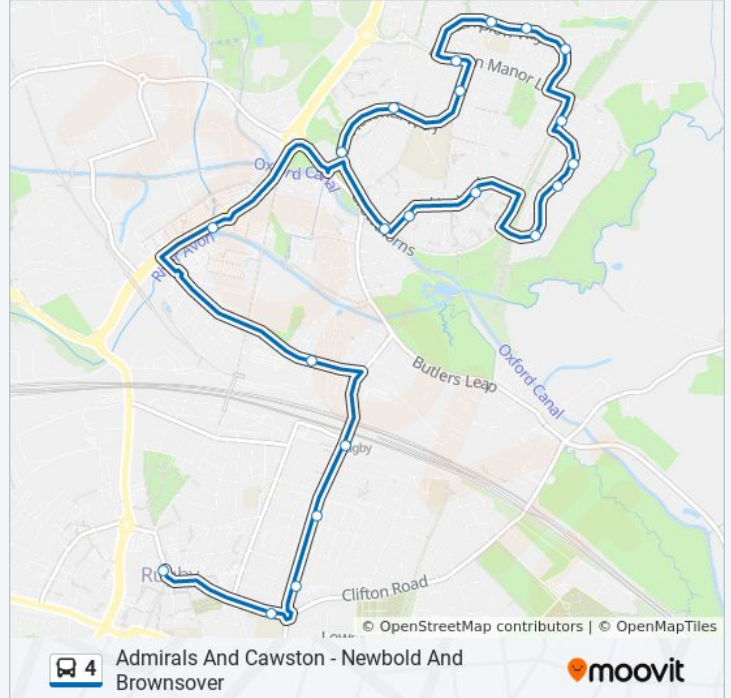 n Manor L
Oxford Canal
River Avon
Butlers Leap
Oxford Canal
Clifton Road
© OpenStreetMap contributors | © OpenMapTiles
4
Admirals And Cawston - Newbold And
Brownsover
moovit